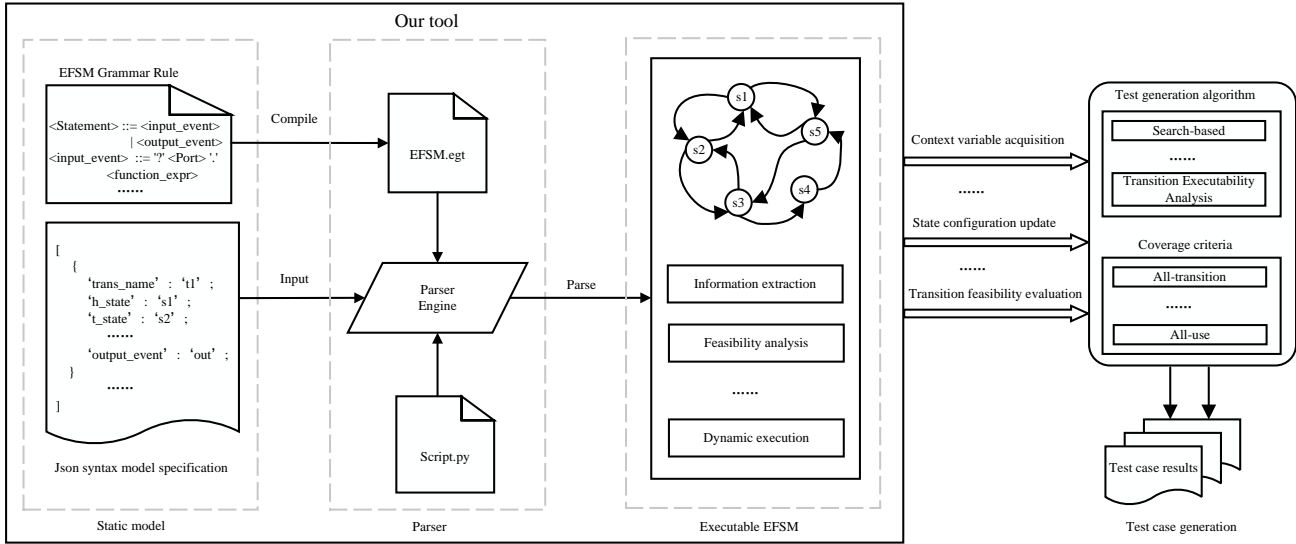 Our tool
EFSM Grammar Rule
<Statement> ::= <input_event>
| <output_event>
<input_event> ::= '?' <Port> '.'
<function_expr>
......
[
{
‘trans_name’ : ‘t1’ ;
‘h_state’ : ‘s1’ ;
‘t_state’ : ‘s2’ ;
......
‘output_event’ : ‘out’ ;
}
......
]
Json syntax model specification
Static model
Compile
Input
EFSM.egt
Parser
Engine
Script.py
Parser
Parse
s1
s2
s3
s4
s5
Information extraction
Feasibility analysis
......
Dynamic execution
Executable EFSM
Context variable acquisition
......
State configuration update
......
Transition feasibility evaluation
Test generation algorithm
Search-based
......
Transition Executability
Analysis
Coverage criteria
All-transition
......
All-use
Test case results
Test case generation